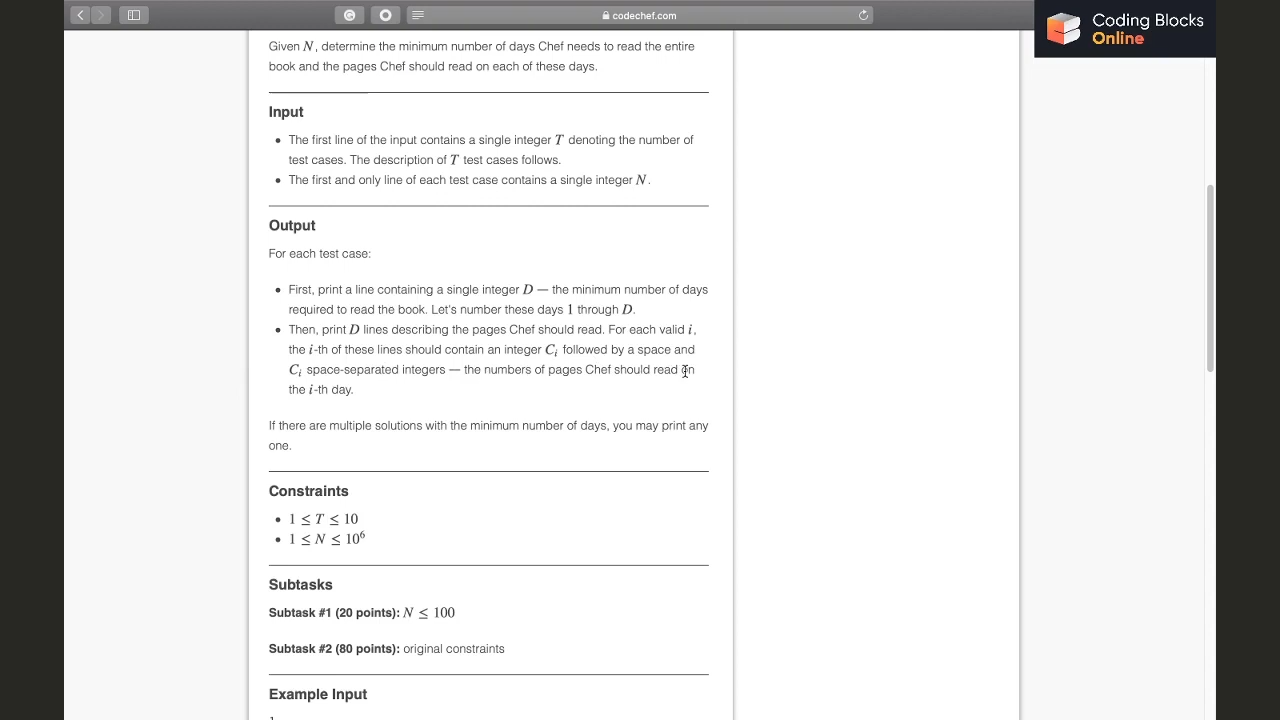 codechef.com
Coding Blocks
Online
Given N, determine the minimum number of days Chef needs to read the entire
book and the pages Chef should read on each of these days.
Input
• The first line of the input contains a single integer T denoting the number of
test cases. The description of T test cases follows.
• The first and only line of each test case contains a single integer N.
Output
For each test case:
• First, print a line containing a single integer D — the minimum number of days
required to read the book. Let's number these days 1 through D.
• Then, print D lines describing the pages Chef should read. For each valid i,
the i-th of these lines should contain an integer Cᵢ followed by a space and
Cᵢ space-separated integers — the numbers of pages Chef should read on
the i-th day.
If there are multiple solutions with the minimum number of days, you may print any
one.
Constraints
• 1 ≤ T ≤ 10
• 1 ≤ N ≤ 10⁶
Subtasks
Subtask #1 (20 points): N ≤ 100
Subtask #2 (80 points): original constraints
Example Input